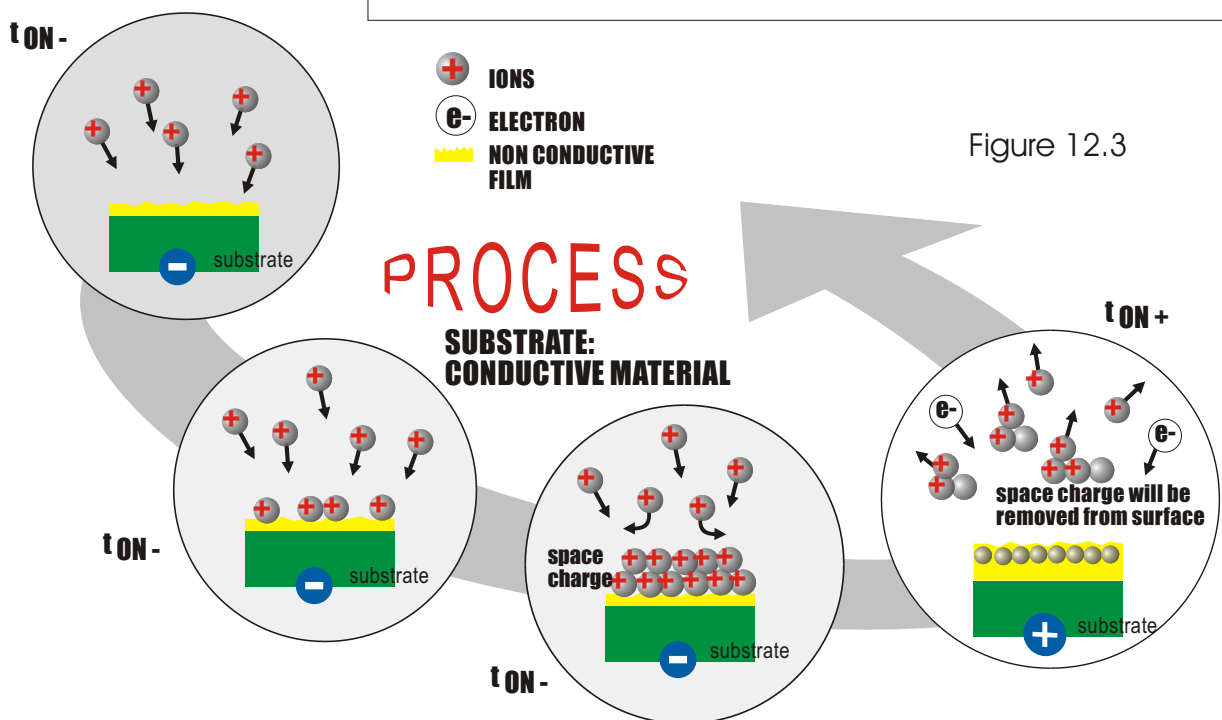 t ON -
+ IONS
e- ELECTRON
NON CONDUCTIVE
FILM
Figure 12.3
+
+
+
+
+
- substrate
PROCESS
SUBSTRATE:
CONDUCTIVE MATERIAL
t ON +
+
+
+
+
+
+
+
+
+
- substrate
t ON -
+
+
+
+
+
space
charge
+ + + + +
+ + + + + +
- substrate
t ON -
+
+
+
+
+
+
+
+
e-
e-
space charge will be
removed from surface
+ substrate